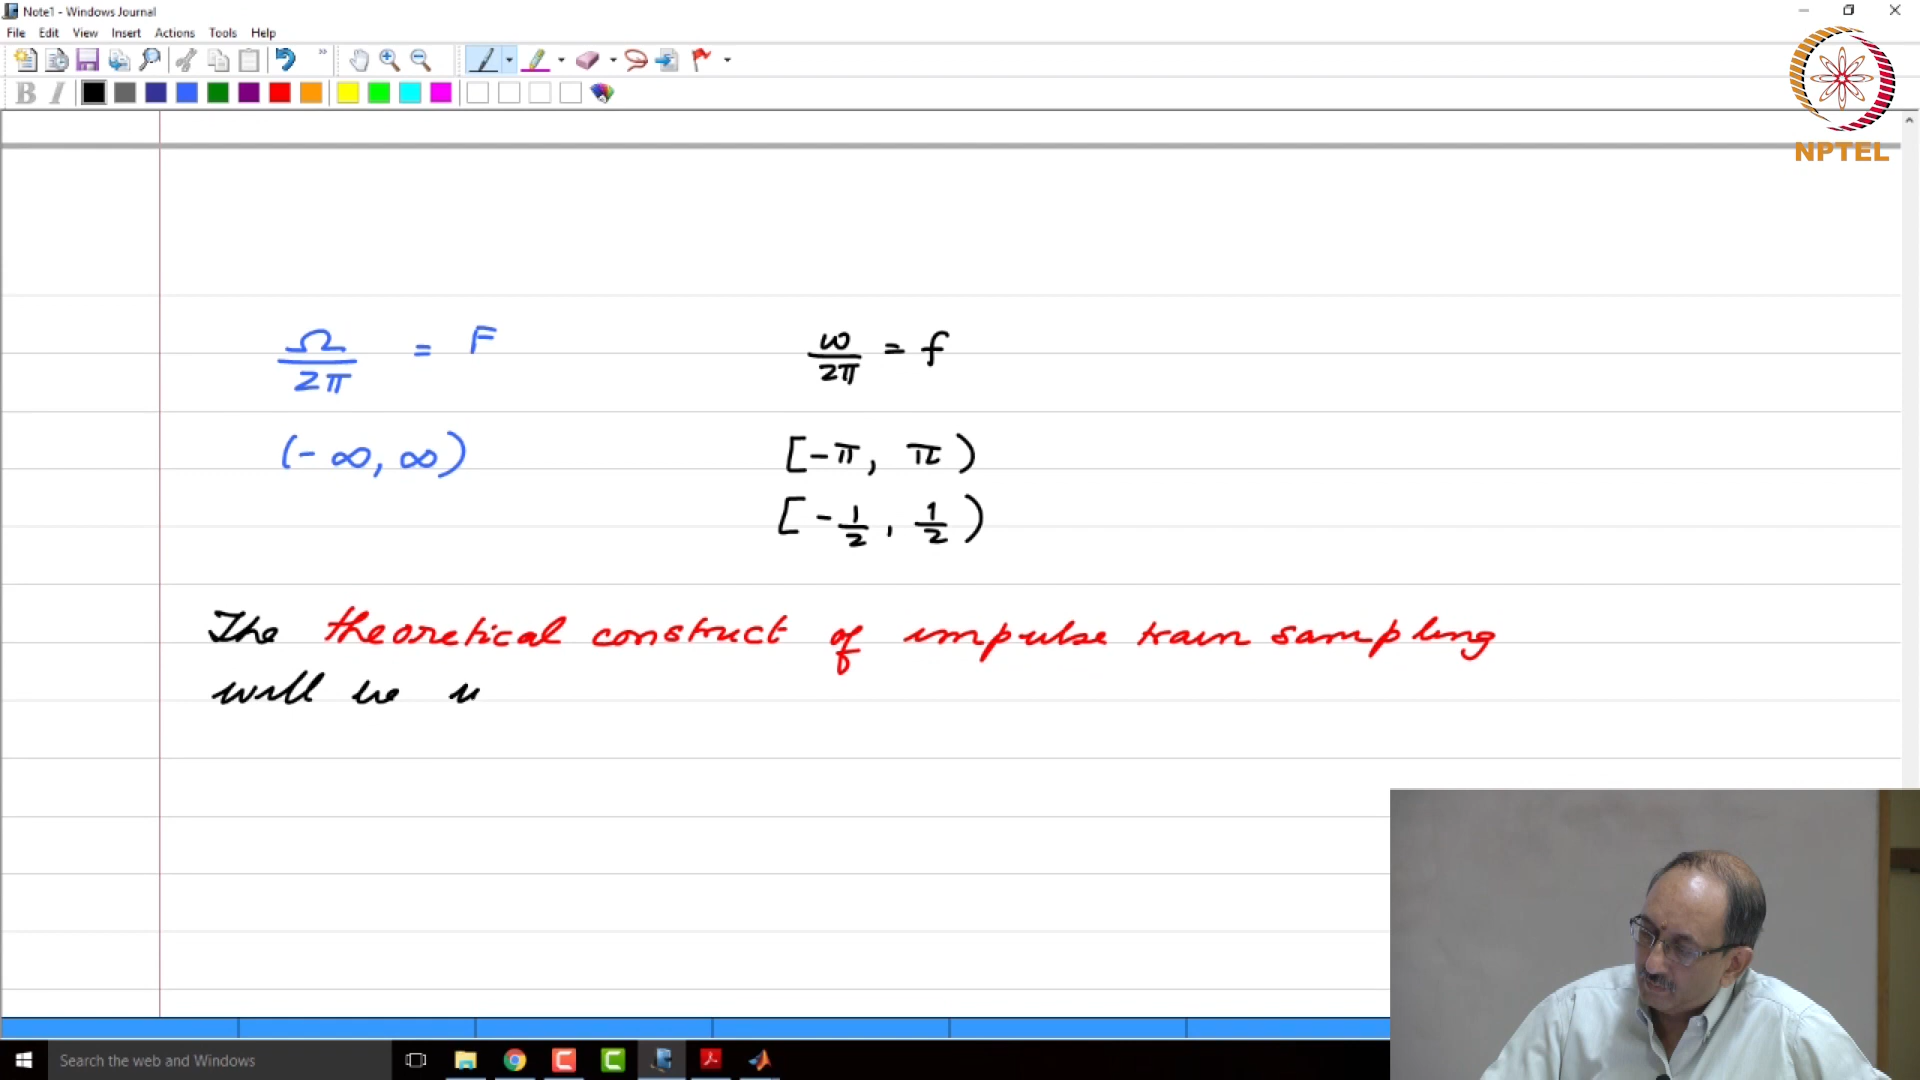 Note1 - Windows Journal
File Edit View Insert Actions Tools Help
B I
NPTEL
Ω/2π = F
ω/2π = f
(-∞, ∞)
[-π, π)
[-1/2, 1/2)
The theoretical construct of impulse train sampling
will be u
Search the web and Windows